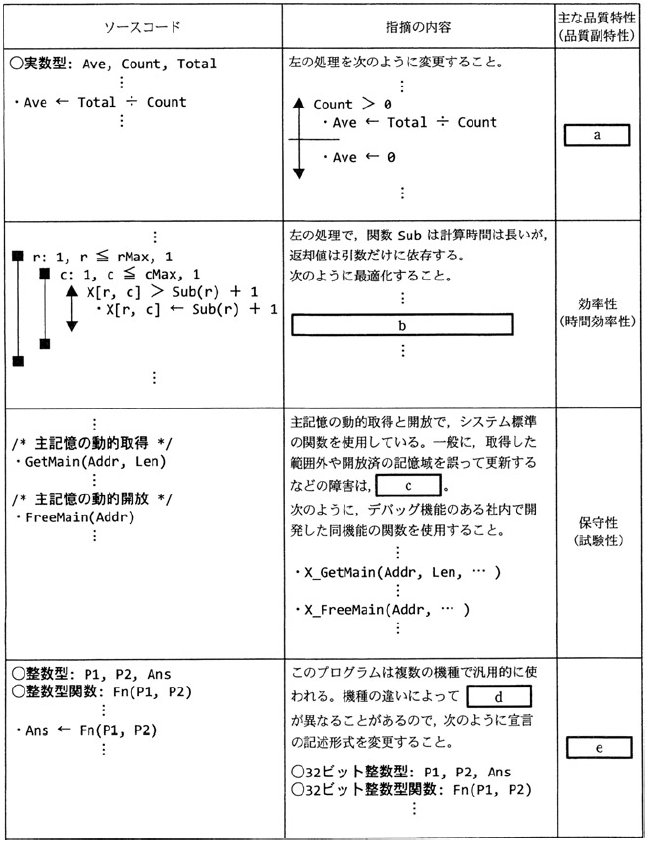 ソースコード
指摘の内容
主な品質特性
(品質副特性)
○実数型: Ave, Count, Total
⋮
・Ave ← Total ÷ Count
⋮
左の処理を次のように変更すること。
⋮
Count > 0
・Ave ← Total ÷ Count
・Ave ← 0
⋮
a
⋮
r: 1, r ≦ rMax, 1
c: 1, c ≦ cMax, 1
X[r, c] > Sub(r) + 1
・X[r, c] ← Sub(r) + 1
⋮
左の処理で，関数 Sub は計算時間は長いが，
返却値は引数だけに依存する。
次のように最適化すること。
⋮
b
⋮
効率性
(時間効率性)
⋮
/* 主記憶の動的取得 */
・GetMain(Addr, Len)
⋮
/* 主記憶の動的開放 */
・FreeMain(Addr)
⋮
主記憶の動的取得と開放で，システム標準
の関数を使用している。一般に，取得した
範囲外や開放済の記憶域を誤って更新する
などの障害は， c 。
次のように，デバッグ機能のある社内で開
発した同機能の関数を使用すること。
⋮
・X_GetMain(Addr, Len, … )
⋮
・X_FreeMain(Addr, … )
⋮
保守性
(試験性)
○整数型: P1, P2, Ans
○整数型関数: Fn(P1, P2)
⋮
・Ans ← Fn(P1, P2)
⋮
このプログラムは複数の機種で汎用的に使
われる。機種の違いによって d
が異なることがあるので，次のように宣言
の記述形式を変更すること。
○32ビット整数型: P1, P2, Ans
○32ビット整数型関数: Fn(P1, P2)
⋮
e